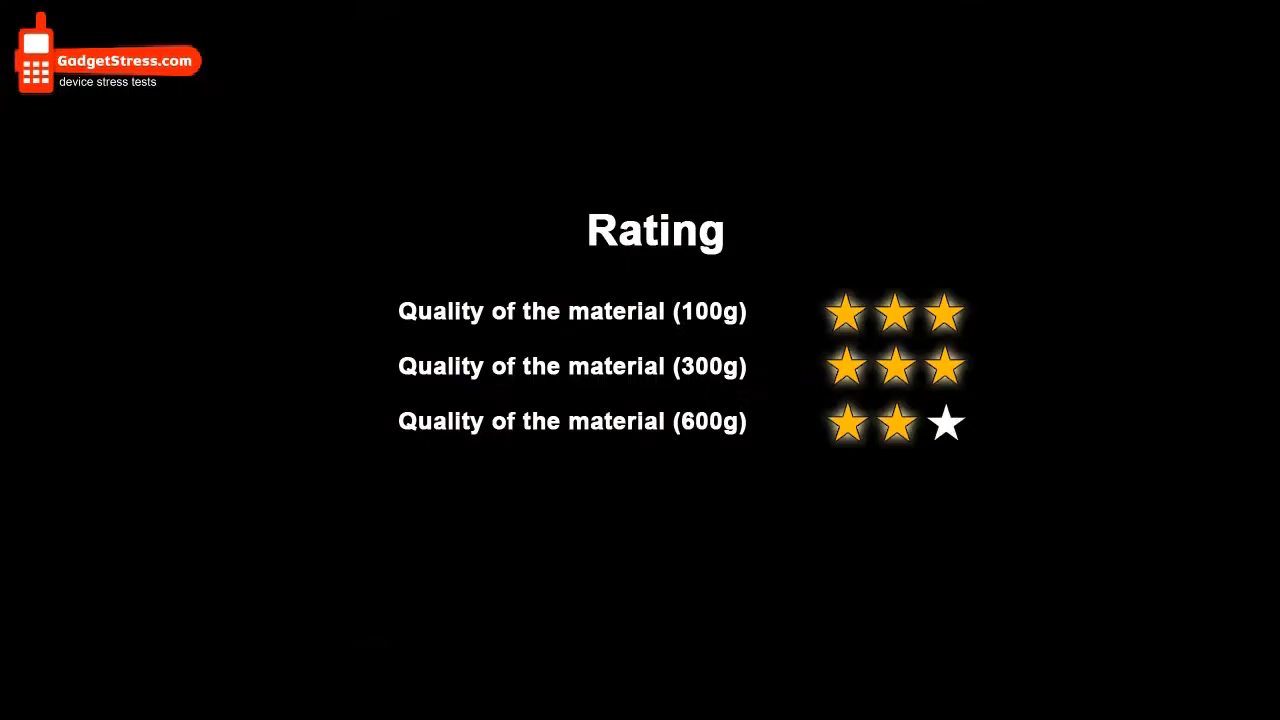 GadgetStress.com
device stress tests
Rating
Quality of the material (100g)
Quality of the material (300g)
Quality of the material (600g)